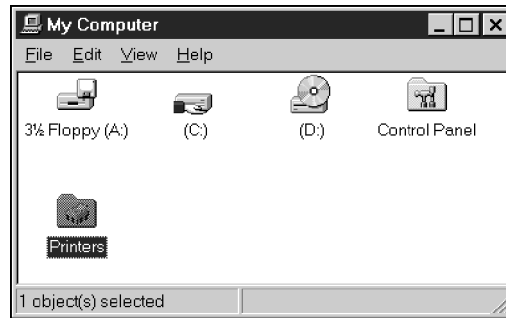 My Computer
File Edit View Help
3½ Floppy (A:) (C:) (D:) Control Panel
Printers
1 object(s) selected